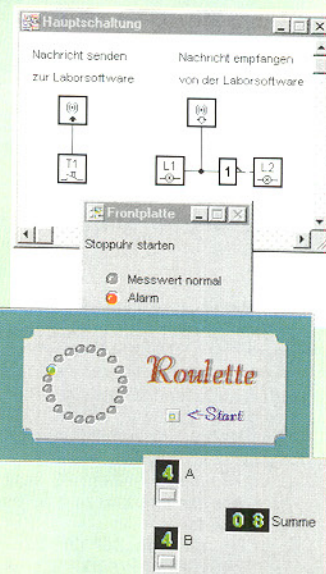 Hauptschaltung
Nachricht senden
zur Laborsoftware
Nachricht empfangen
von der Laborsoftware
T1
L1
1
L2
Frontplatte
Stoppuhr starten
Messwert normal
Alarm
Roulette
<-Start
4 A
08 Summe
4 B